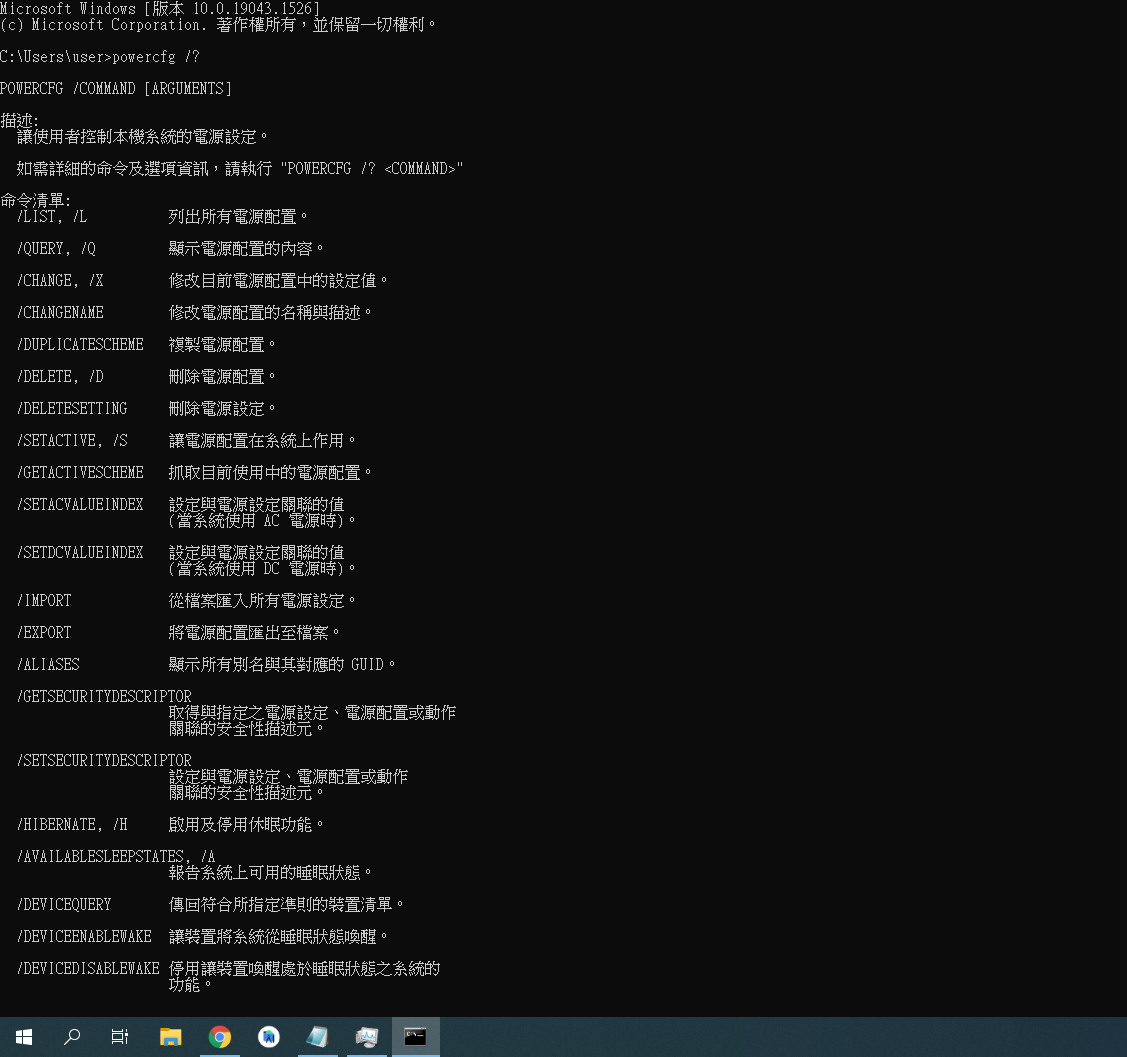 Microsoft Windows [版本 10.0.19043.1526]
(c) Microsoft Corporation. 著作權所有，並保留一切權利。
C:\Users\user>powercfg /?
POWERCFG /COMMAND [ARGUMENTS]
描述:
讓使用者控制本機系統的電源設定。
如需詳細的命令及選項資訊，請執行 "POWERCFG /? <COMMAND>"
命令清單:
/LIST, /L 列出所有電源配置。
/QUERY, /Q 顯示電源配置的內容。
/CHANGE, /X 修改目前電源配置中的設定值。
/CHANGENAME 修改電源配置的名稱與描述。
/DUPLICATESCHEME 複製電源配置。
/DELETE, /D 刪除電源配置。
/DELETESETTING 刪除電源設定。
/SETACTIVE, /S 讓電源配置在系統上作用。
/GETACTIVESCHEME 抓取目前使用中的電源配置。
/SETACVALUEINDEX 設定與電源設定關聯的值
(當系統使用 AC 電源時)。
/SETDCVALUEINDEX 設定與電源設定關聯的值
(當系統使用 DC 電源時)。
/IMPORT 從檔案匯入所有電源設定。
/EXPORT 將電源配置匯出至檔案。
/ALIASES 顯示所有別名與其對應的 GUID。
/GETSECURITYDESCRIPTOR
取得與指定之電源設定、電源配置或動作
關聯的安全性描述元。
/SETSECURITYDESCRIPTOR
設定與電源設定、電源配置或動作
關聯的安全性描述元。
/HIBERNATE, /H 啟用及停用休眠功能。
/AVAILABLESLEEPSTATES, /A
報告系統上可用的睡眠狀態。
/DEVICEQUERY 傳回符合所指定準則的裝置清單。
/DEVICEENABLEWAKE 讓裝置將系統從睡眠狀態喚醒。
/DEVICEDISABLEWAKE 停用讓裝置喚醒處於睡眠狀態之系統的
功能。